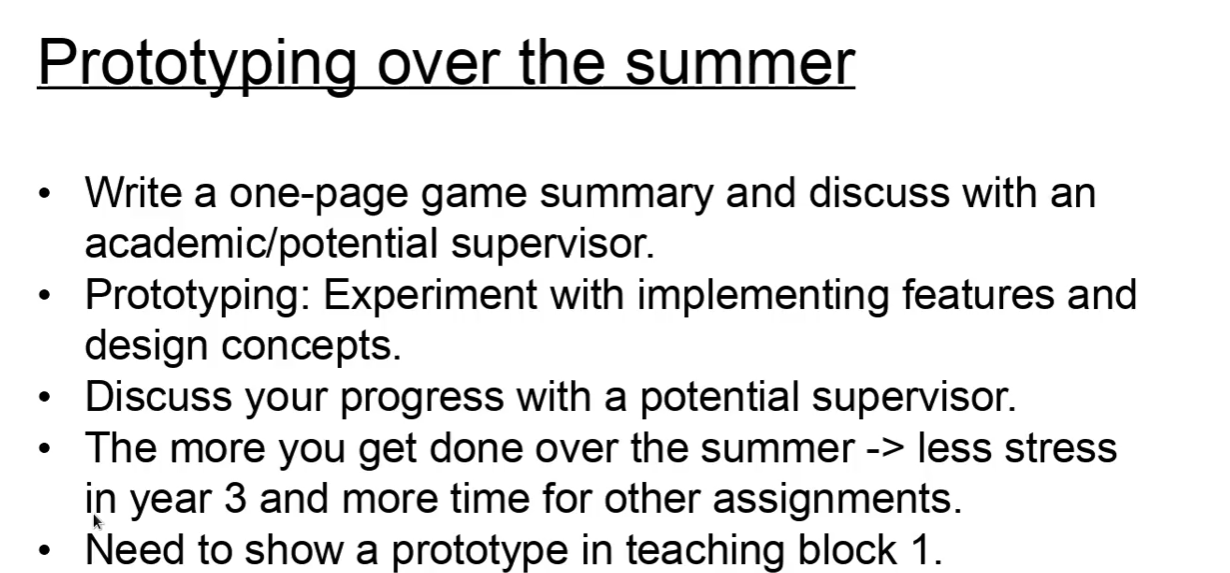 Prototyping over the summer
• Write a one-page game summary and discuss with an
academic/potential supervisor.
• Prototyping: Experiment with implementing features and
design concepts.
• Discuss your progress with a potential supervisor.
• The more you get done over the summer -> less stress
in year 3 and more time for other assignments.
• Need to show a prototype in teaching block 1.